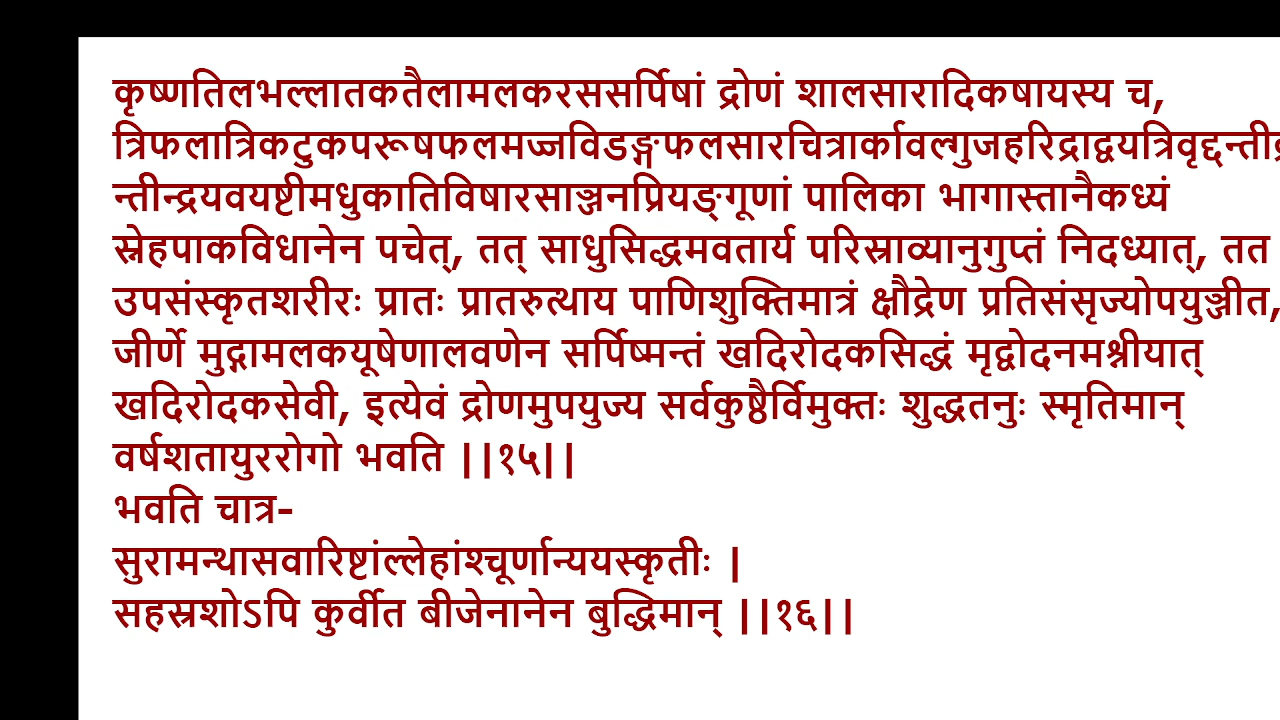 कृष्णतिलभल्लातकतैलामलकरससर्पिषां द्रोणं शालसारादिकषायस्य च,
त्रिफलात्रिकटुकपरूषफलमज्जविडङ्गफलसारचित्रार्कावल्गुजहरिद्राद्वयत्रिवृद्दन्तीद्र
न्तीन्द्रयवयष्टीमधुकातिविषारसाञ्जनप्रियङ्गूणां पालिका भागास्तानैकध्यं
स्नेहपाकविधानेन पचेत्, तत् साधुसिद्धमवतार्य परिस्राव्यानुगुप्तं निदध्यात्, तत
उपसंस्कृतशरीरः प्रातः प्रातरुत्थाय पाणिशुक्तिमात्रं क्षौद्रेण प्रतिसंसृज्योपयुञ्जीत,
जीर्णे मुद्गामलकयूषेणालवणेन सर्पिष्मन्तं खदिरोदकसिद्धं मृद्वोदनमश्नीयात्
खदिरोदकसेवी, इत्येवं द्रोणमुपयुज्य सर्वकुष्ठैर्विमुक्तः शुद्धतनुः स्मृतिमान्
वर्षशतायुररोगो भवति ||१५||
भवति चात्र-
सुरामन्थासवारिष्टांल्लेहांश्चूर्णान्ययस्कृतीः |
सहस्रशोऽपि कुर्वीत बीजेनानेन बुद्धिमान् ||१६||